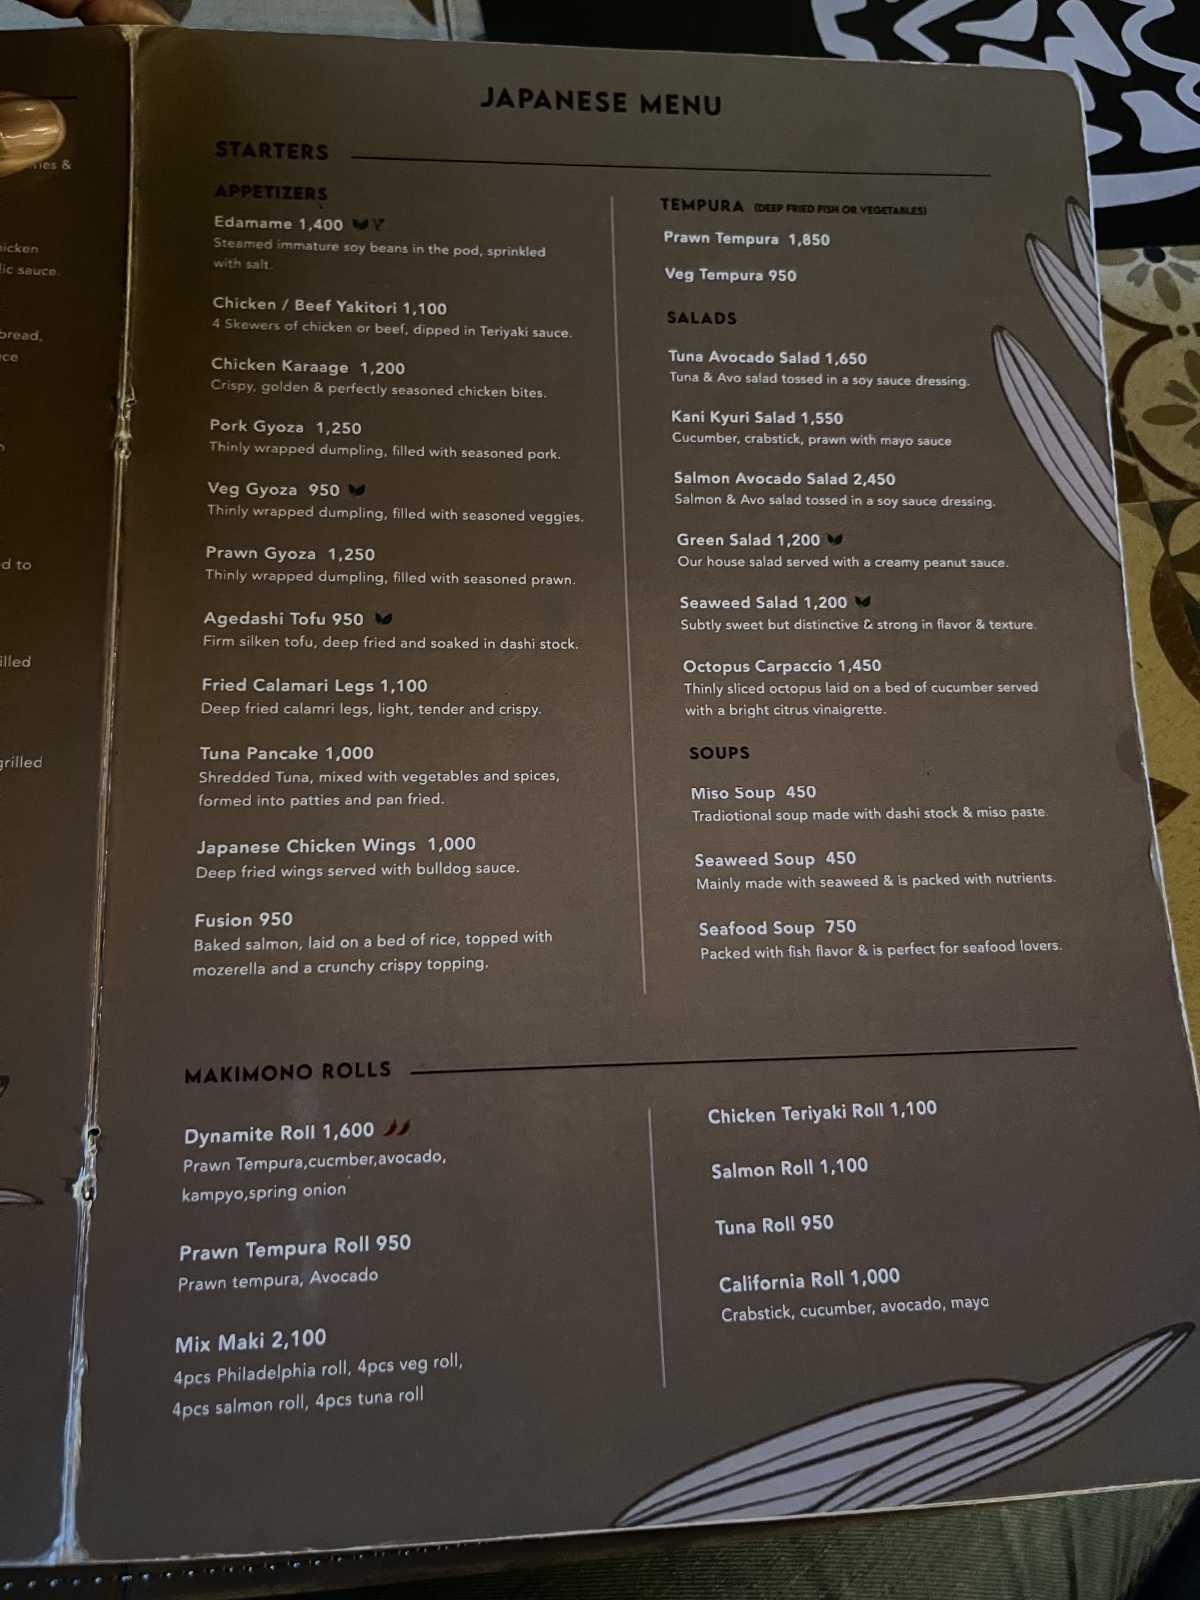 nes &
hicken
lic sauce.
bread,
ce
d to
illed
grilled
JAPANESE MENU
STARTERS
APPETIZERS
Edamame 1,400
Steamed immature soy beans in the pod, sprinkled
with salt.
Chicken / Beef Yakitori 1,100
4 Skewers of chicken or beef, dipped in Teriyaki sauce.
Chicken Karaage 1,200
Crispy, golden & perfectly seasoned chicken bites.
Pork Gyoza 1,250
Thinly wrapped dumpling, filled with seasoned pork.
Veg Gyoza 950
Thinly wrapped dumpling, filled with seasoned veggies.
Prawn Gyoza 1,250
Thinly wrapped dumpling, filled with seasoned prawn.
Agedashi Tofu 950
Firm silken tofu, deep fried and soaked in dashi stock.
Fried Calamari Legs 1,100
Deep fried calamri legs, light, tender and crispy.
Tuna Pancake 1,000
Shredded Tuna, mixed with vegetables and spices,
formed into patties and pan fried.
Japanese Chicken Wings 1,000
Deep fried wings served with bulldog sauce.
Fusion 950
Baked salmon, laid on a bed of rice, topped with
mozerella and a crunchy crispy topping.
TEMPURA (DEEP FRIED FISH OR VEGETABLES)
Prawn Tempura 1,850
Veg Tempura 950
SALADS
Tuna Avocado Salad 1,650
Tuna & Avo salad tossed in a soy sauce dressing.
Kani Kyuri Salad 1,550
Cucumber, crabstick, prawn with mayo sauce
Salmon Avocado Salad 2,450
Salmon & Avo salad tossed in a soy sauce dressing.
Green Salad 1,200
Our house salad served with a creamy peanut sauce.
Seaweed Salad 1,200
Subtly sweet but distinctive & strong in flavor & texture.
Octopus Carpaccio 1,450
Thinly sliced octopus laid on a bed of cucumber served
with a bright citrus vinaigrette.
SOUPS
Miso Soup 450
Tradiotional soup made with dashi stock & miso paste.
Seaweed Soup 450
Mainly made with seaweed & is packed with nutrients.
Seafood Soup 750
Packed with fish flavor & is perfect for seafood lovers.
MAKIMONO ROLLS
Dynamite Roll 1,600
Prawn Tempura,cucmber,avocado,
kampyo,spring onion
Prawn Tempura Roll 950
Prawn tempura, Avocado
Mix Maki 2,100
4pcs Philadelphia roll, 4pcs veg roll,
4pcs salmon roll, 4pcs tuna roll
Chicken Teriyaki Roll 1,100
Salmon Roll 1,100
Tuna Roll 950
California Roll 1,000
Crabstick, cucumber, avocado, mayo